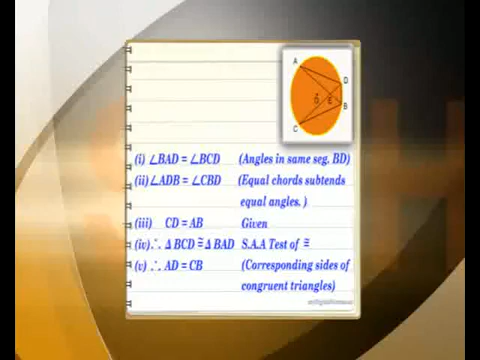 A
D
O
E
B
C
(i) ∠BAD = ∠BCD (Angles in same seg. BD)
(ii) ∠ADB = ∠CBD (Equal chords subtends
equal angles. )
(iii) CD = AB Given
(iv) ∴ Δ BCD ≅ Δ BAD S.A.A Test of ≅
(v) ∴ AD = CB (Corresponding sides of
congruent triangles)